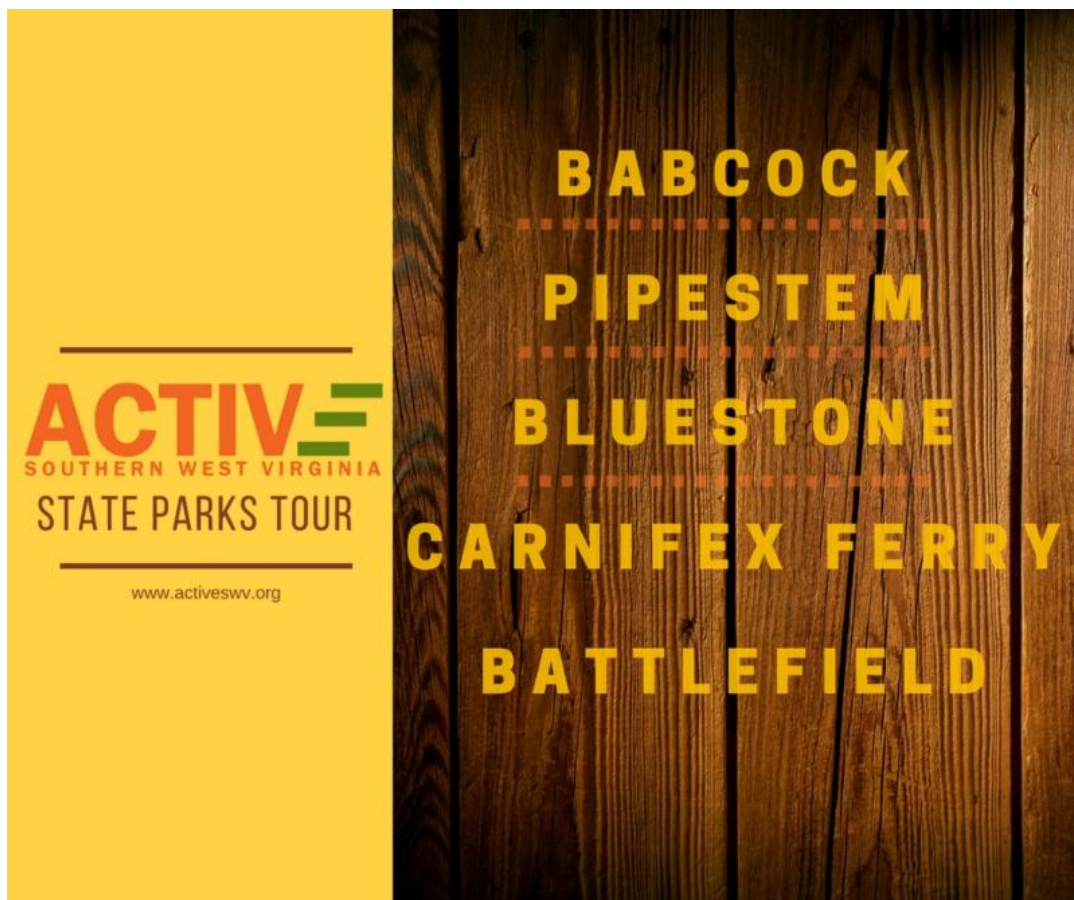 ACTIVE
SOUTHERN WEST VIRGINIA
STATE PARKS TOUR
www.activeswv.org
BABCOCK
PIPESTEM
BLUESTONE
CARNIFEX FERRY
BATTLEFIELD